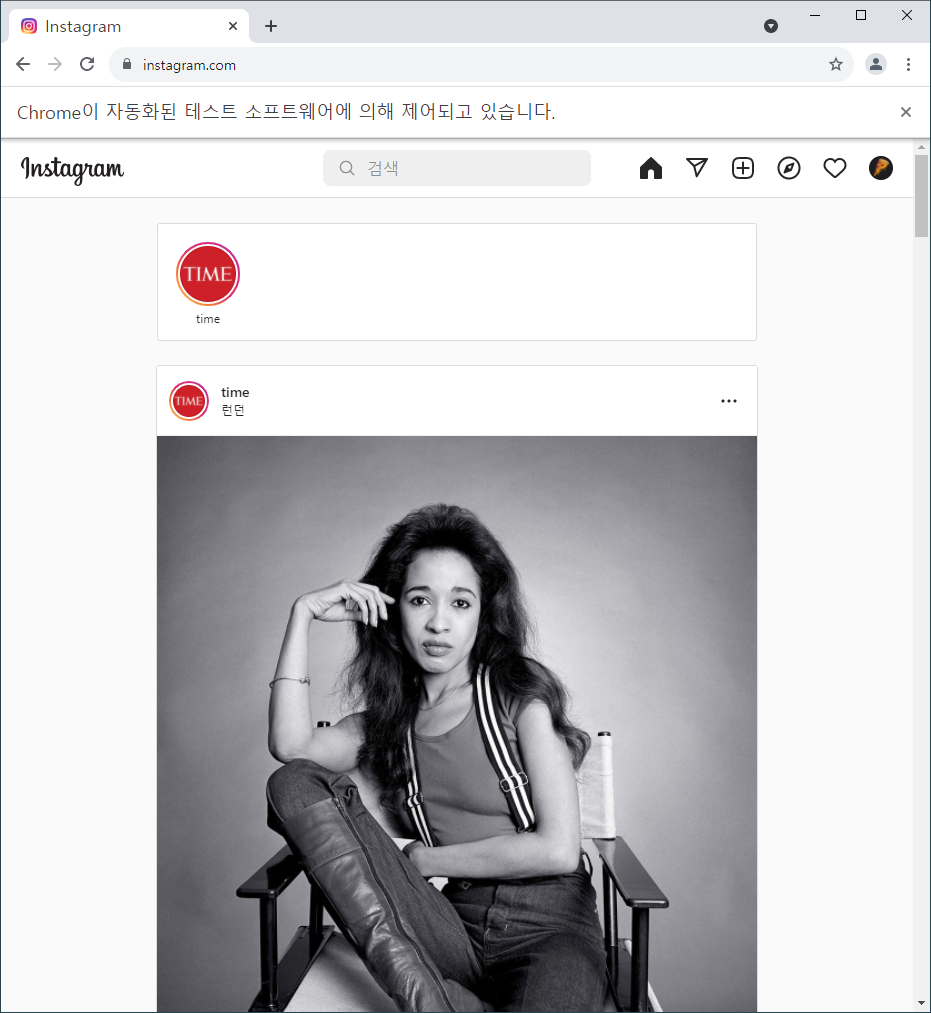 Instagram
instagram.com
Chrome이 자동화된 테스트 소프트웨어에 의해 제어되고 있습니다.
Instagram
검색
TIME
time
TIME
time
런던